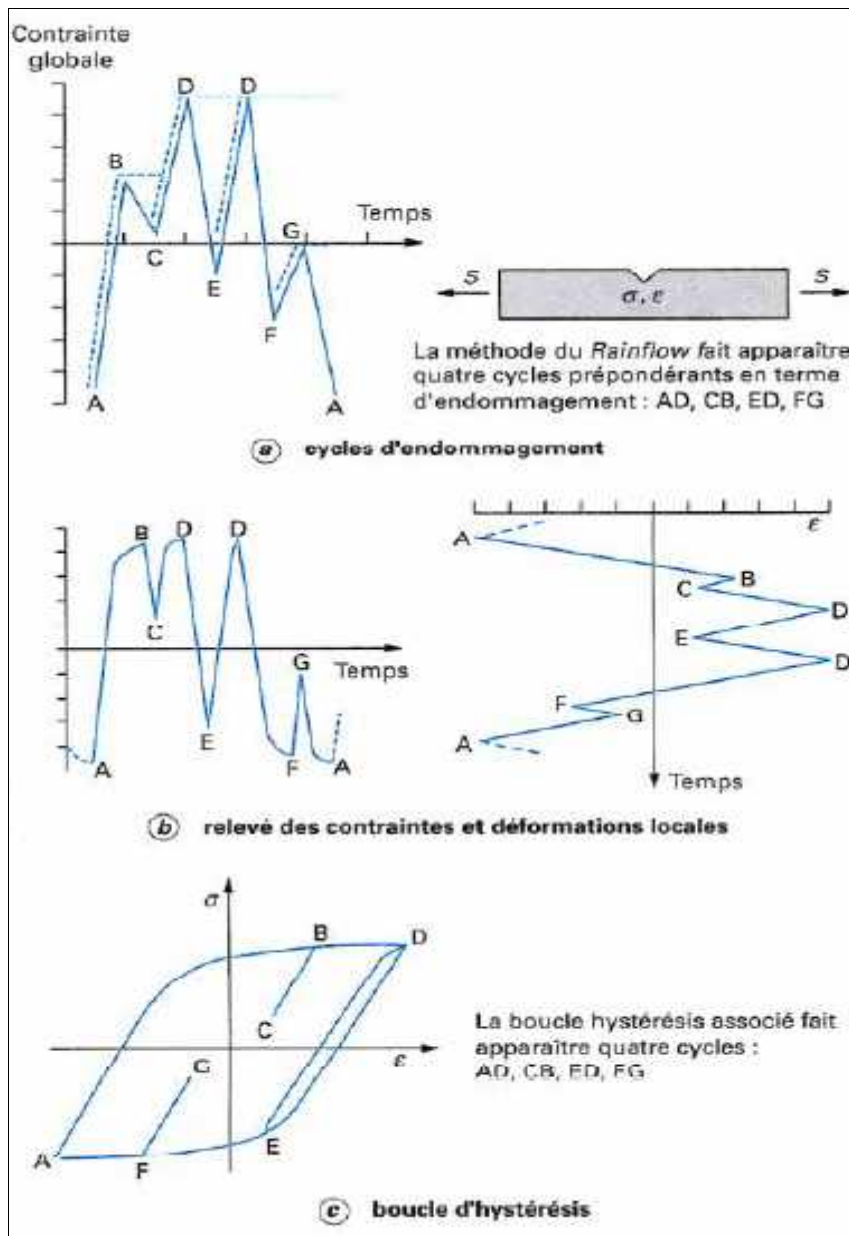 Contrainte
globale
D
D
B
Temps
G
C
E
F
A
A
S
S
σ, ε
La méthode du Rainflow fait apparaître
quatre cycles prépondérants en terme
d'endommagement : AD, CB, ED, FG
a cycles d'endommagement
B
D
D
C
Temps
G
E
A
F
A
ε
A
B
C
D
E
D
F
G
A
Temps
b relevé des contraintes et déformations locales
σ
B
D
C
ε
G
E
A
F
La boucle hystérésis associé fait
apparaître quatre cycles :
AD, CB, ED, FG
c boucle d'hystérésis